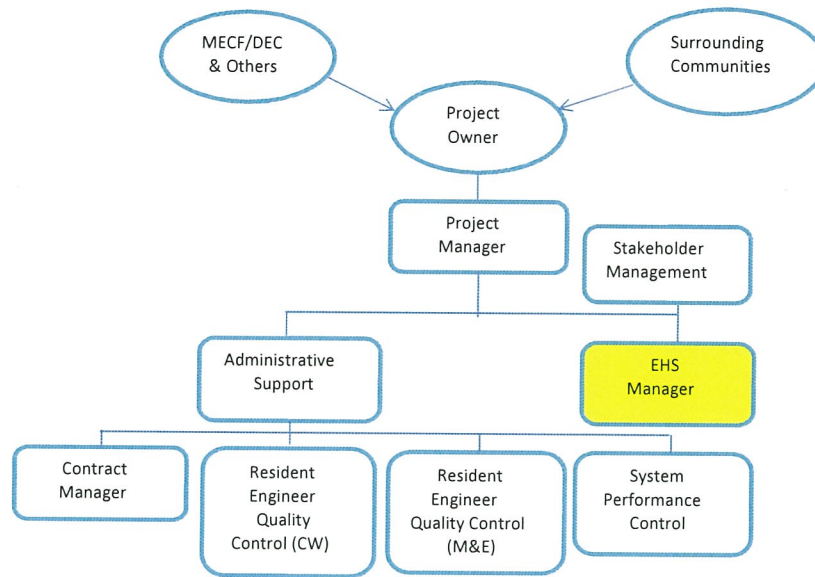 MECF/DEC
& Others
Surrounding
Communities
Project
Owner
Project
Manager
Stakeholder
Management
Administrative
Support
EHS
Manager
Contract
Manager
Resident
Engineer
Quality
Control (CW)
Resident
Engineer
Quality Control
(M&E)
System
Performance
Control